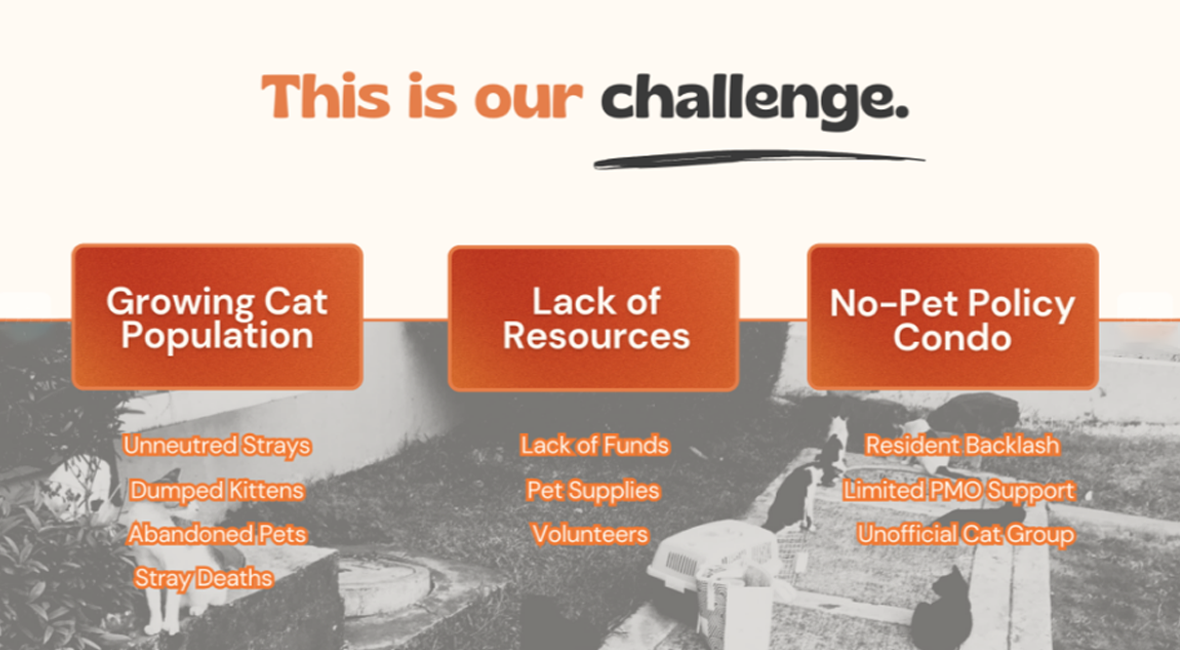 This is our challenge.
Growing Cat
Population
Unneutred Strays
Dumped Kittens
Abandoned Pets
Stray Deaths
Lack of
Resources
Lack of Funds
Pet Supplies
Volunteers
No-Pet Policy
Condo
Resident Backlash
Limited PMO Support
Unofficial Cat Group